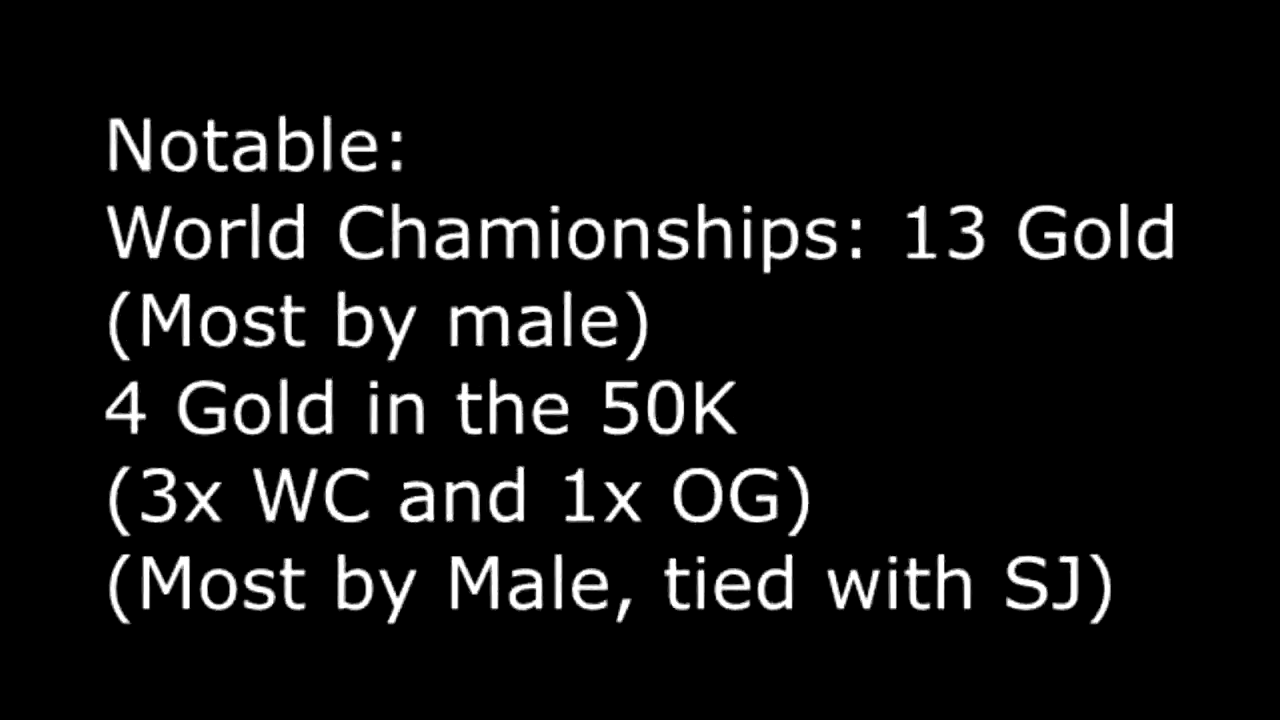 Notable:
World Chamionships: 13 Gold
(Most by male)
4 Gold in the 50K
(3x WC and 1x OG)
(Most by Male, tied with SJ)